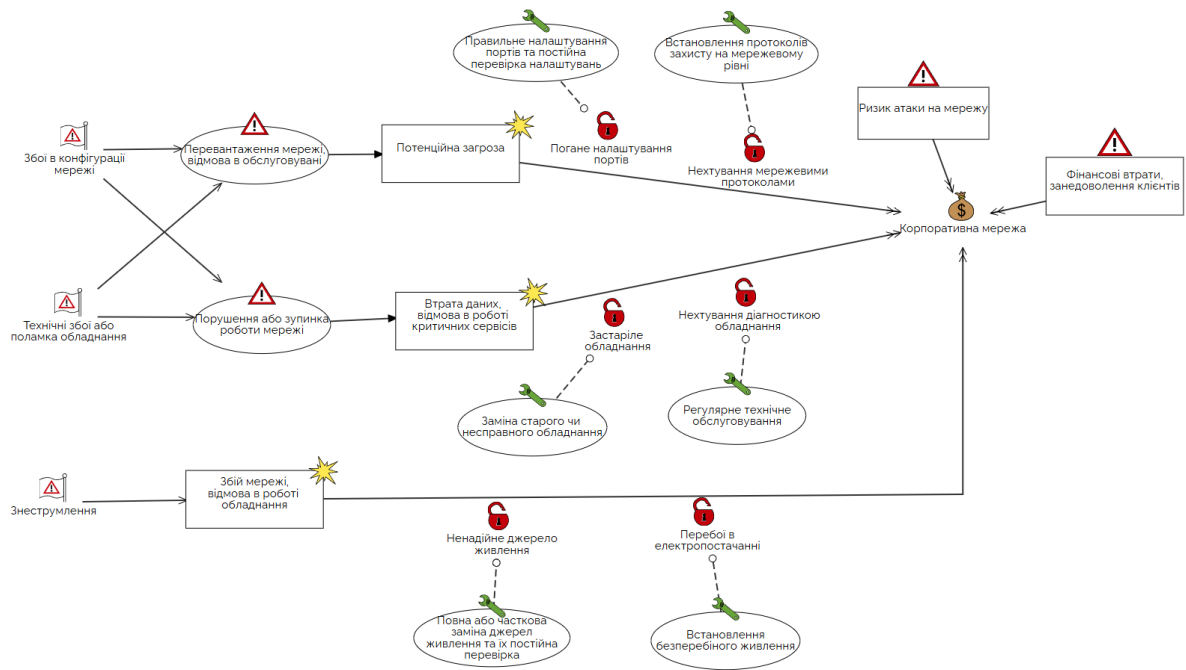 Правильне налаштування
портів та постійна
перевірка налаштувань
Встановлення протоколів
захисту на мережевому
рівні
Ризик атаки на мережу
Збої в конфігурації
мережі
Перевантаження мережі,
відмова в обслуговувані
Потенційна загроза
Погане налаштування
портів
Нехтування мережевими
протоколами
Фінансові втрати,
занедоволення клієнтів
$
Корпоративна мережа
Технічні збої або
поламка обладнання
Порушення або зупинка
роботи мережі
Втрата даних,
відмова в роботі
критичних сервісів
Застаріле
обладнання
Нехтування діагностикою
обладнання
Заміна старого чи
несправного обладнання
Регулярне технічне
обслуговування
Знеструмлення
Збій мережі,
відмова в роботі
обладнання
Ненадійне джерело
живлення
Перебої в
електропостачанні
Повна або часткова
заміна джерел
живлення та їх постійна
перевірка
Встановлення
безперебіного живлення